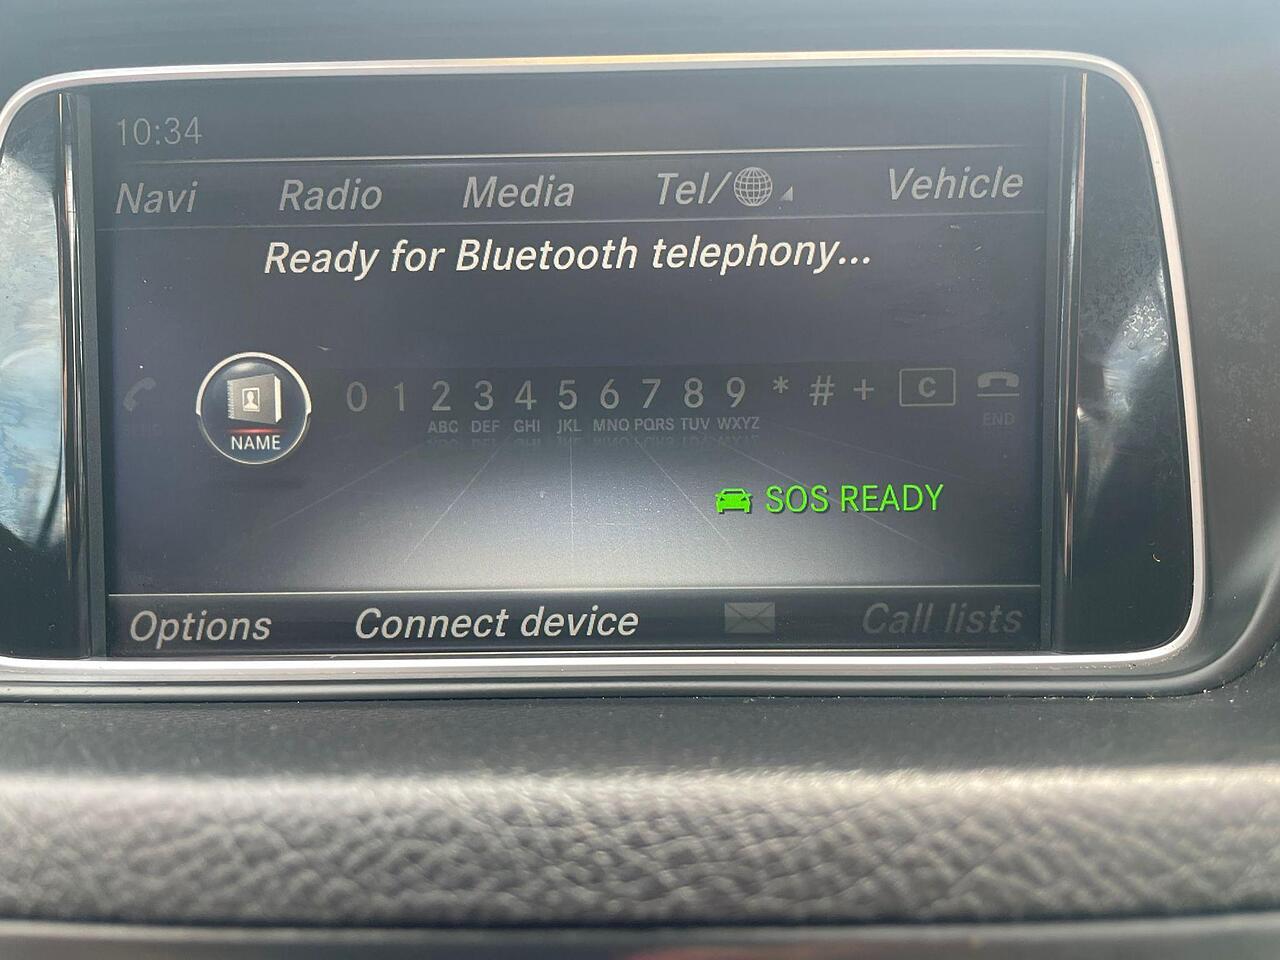 10:34
Navi Radio Media Tel/ Vehicle
Ready for Bluetooth telephony...
NAME 0 1 2 3 4 5 6 7 8 9 * # + C
ABC DEF GHI JKL MNO PQRS TUV WXYZ END
SOS READY
Options Connect device Call lists